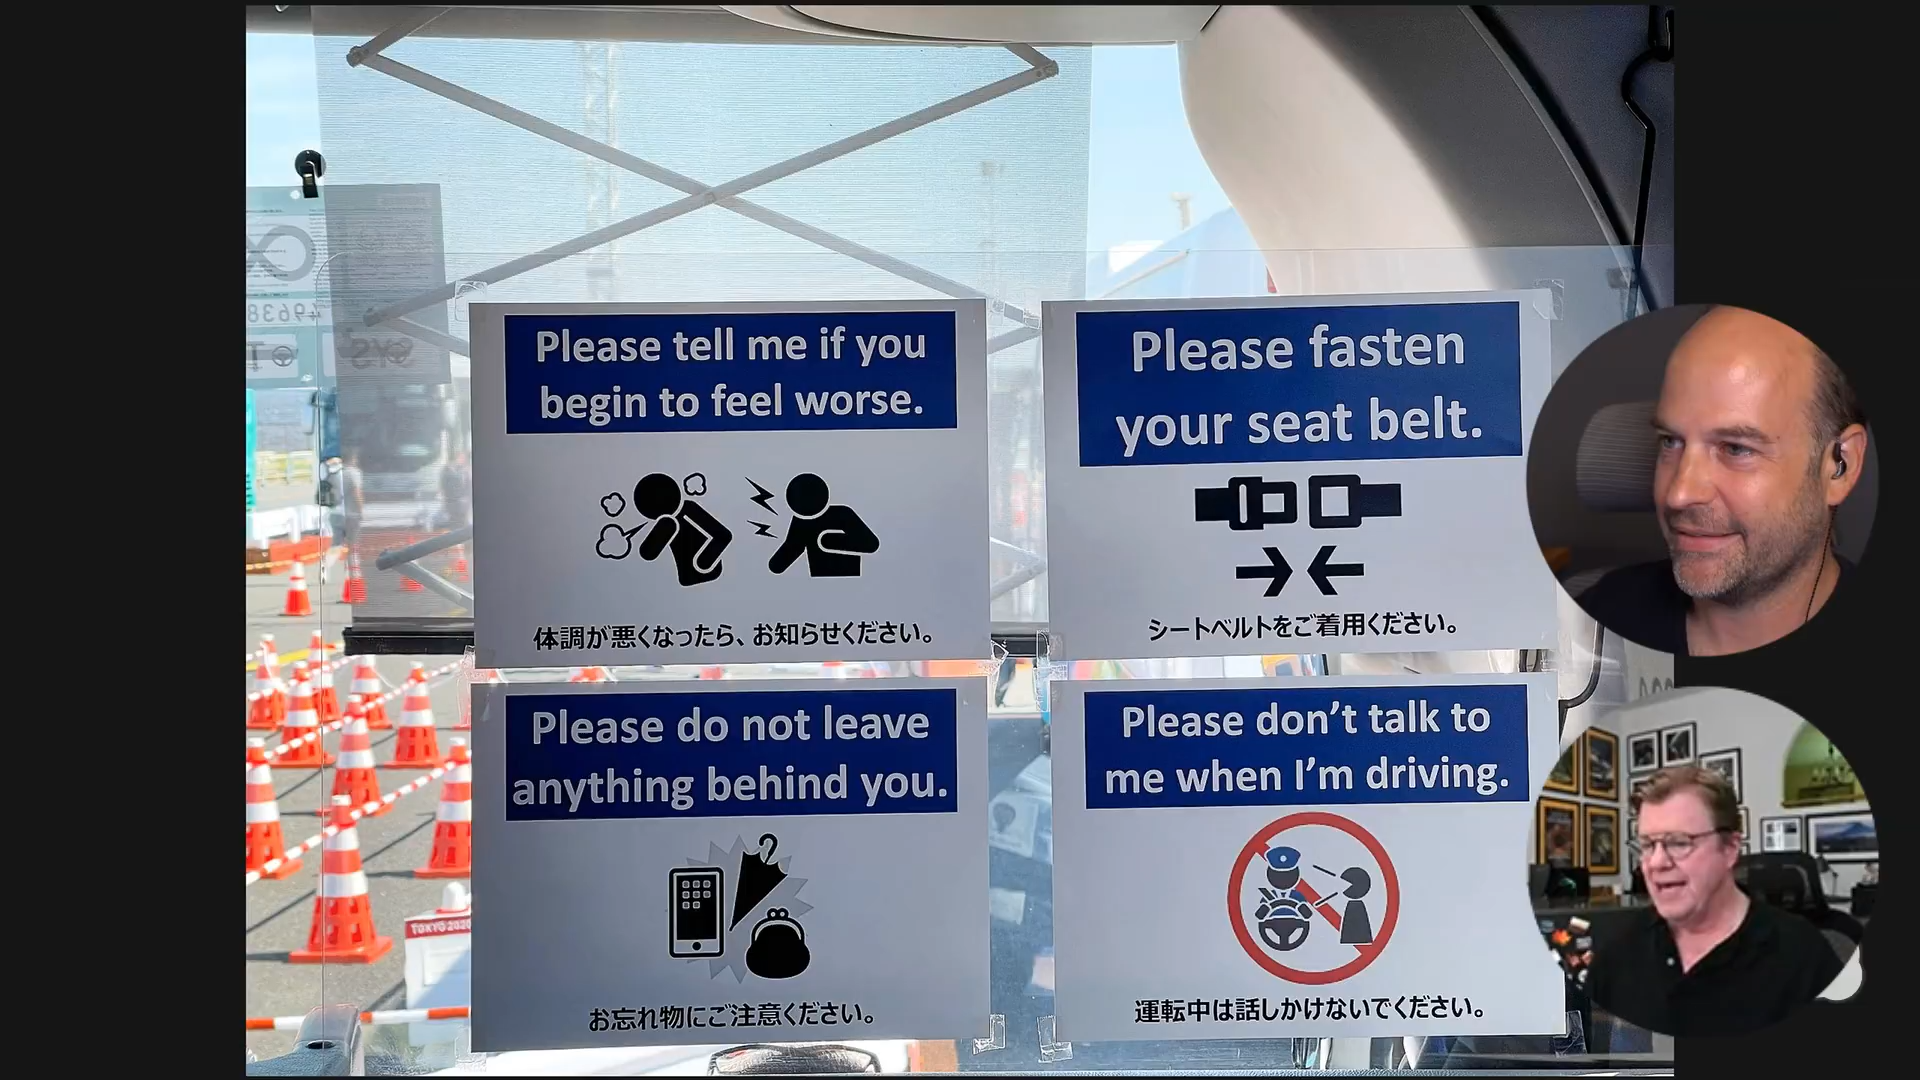 49638
Please tell me if you
begin to feel worse.
体調が悪くなったら、お知らせください。
Please fasten
your seat belt.
シートベルトをご着用ください。
Please do not leave
anything behind you.
お忘れ物にご注意ください。
Please don't talk to
me when I'm driving.
運転中は話しかけないでください。
TOKYO 2020